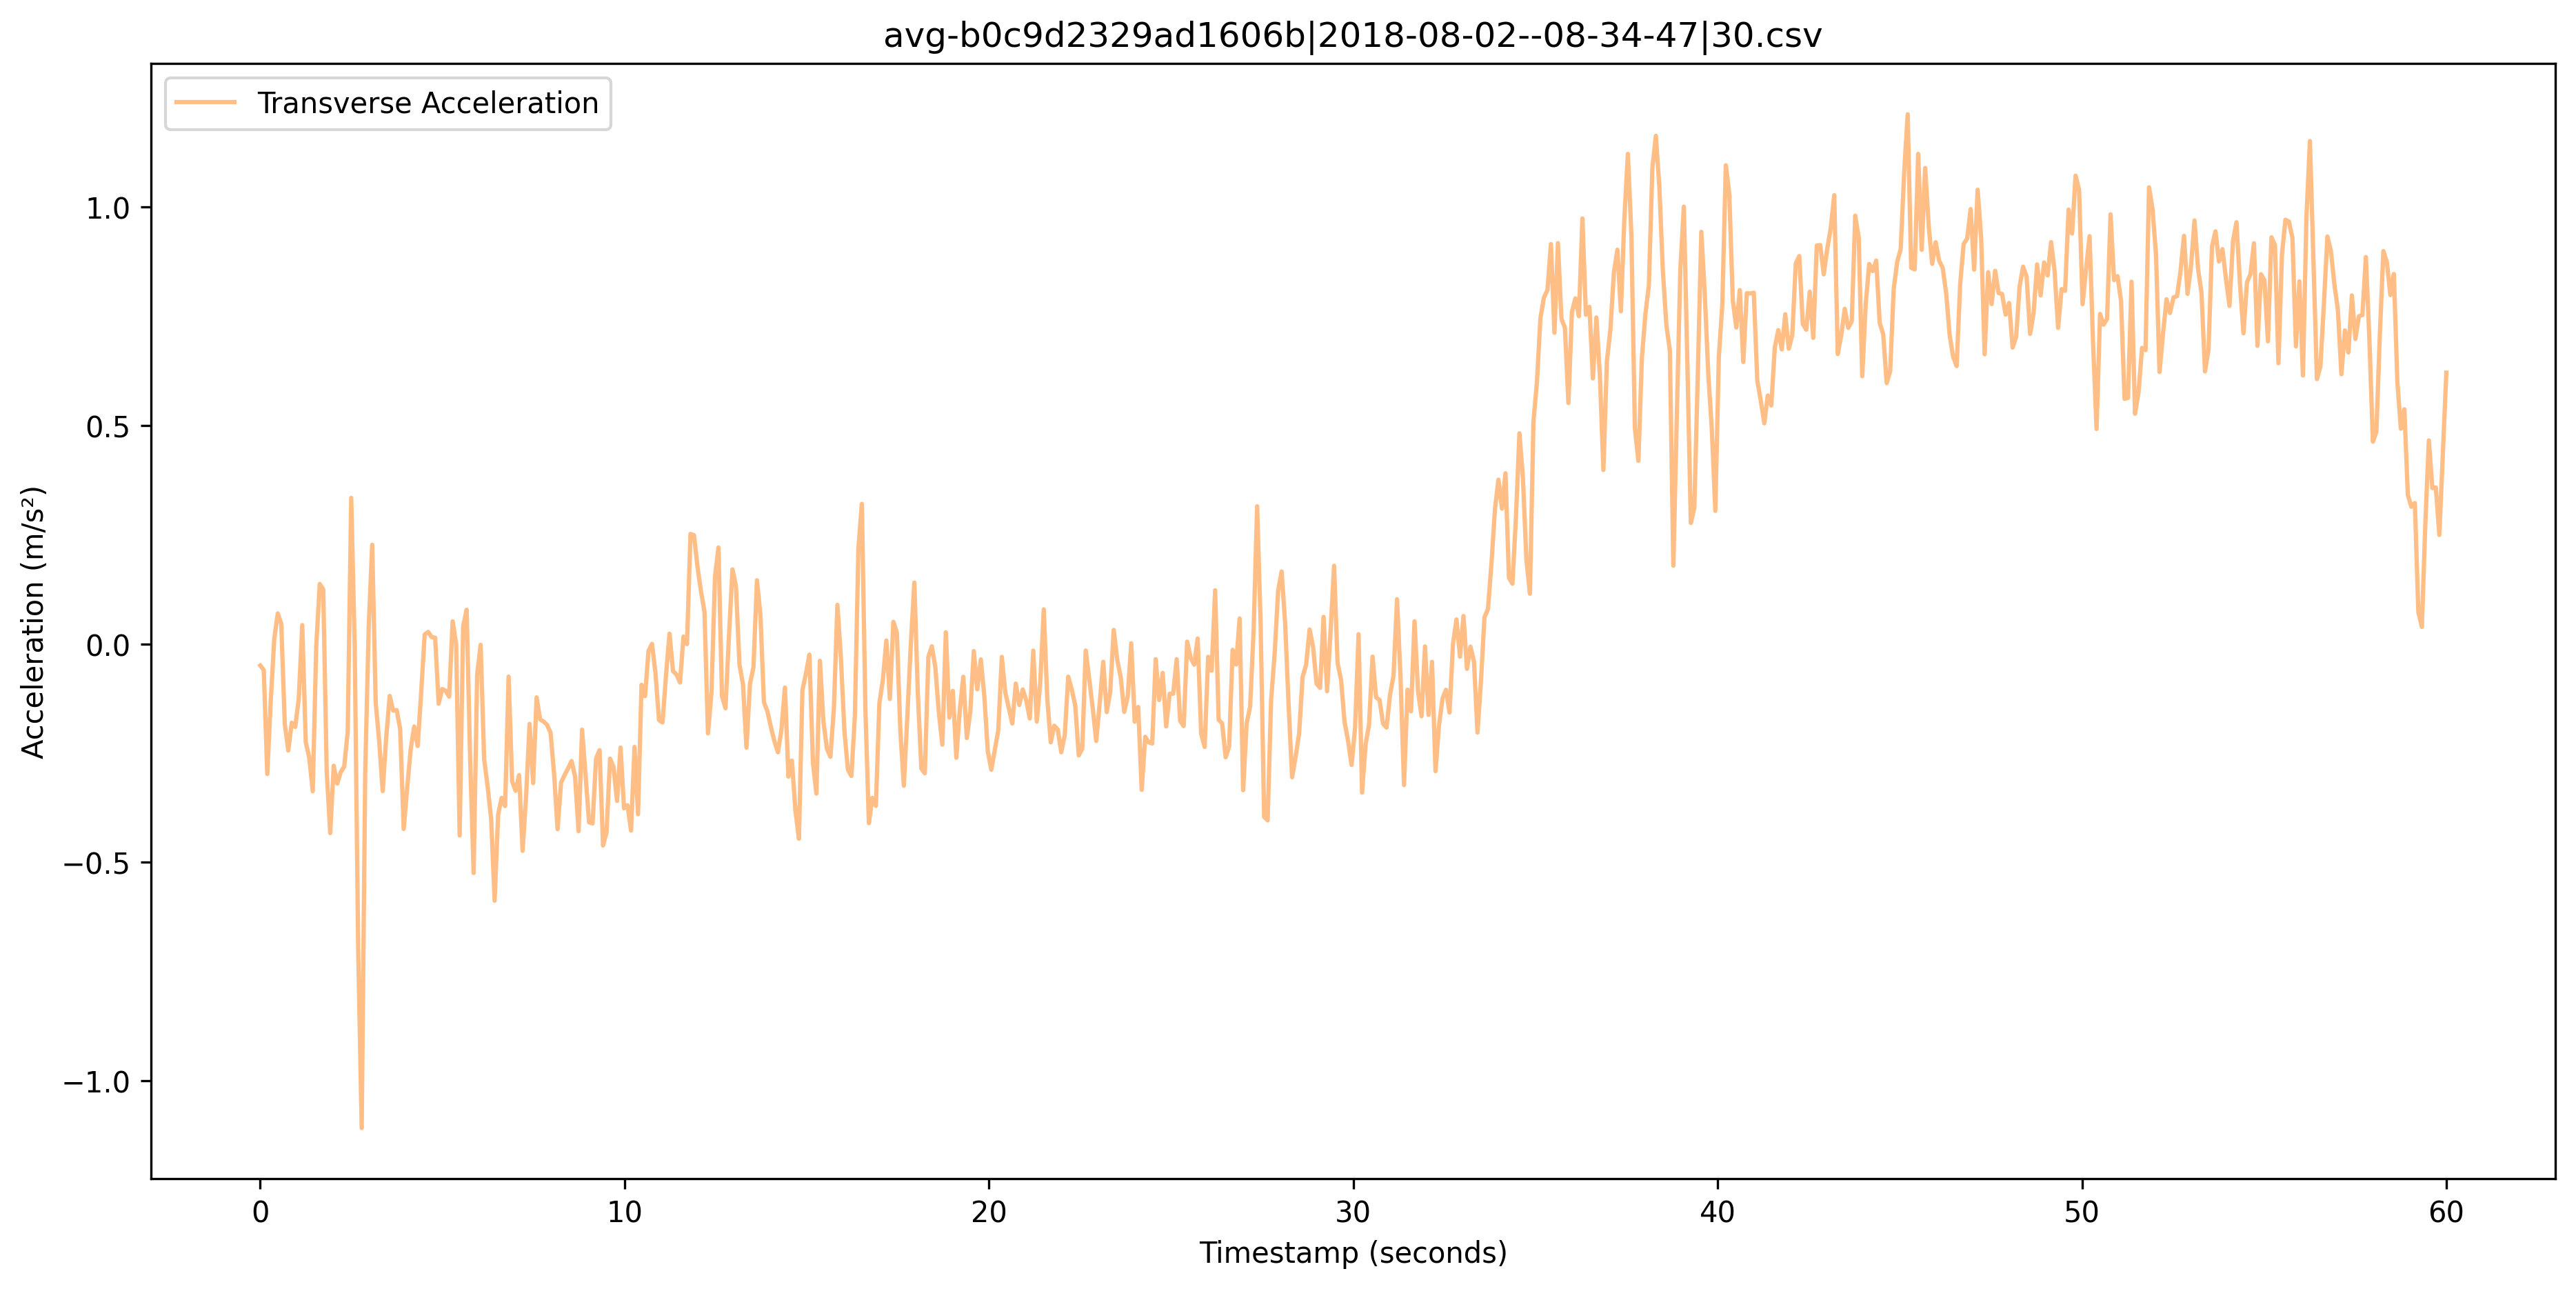 avg-b0c9d2329ad1606b|2018-08-02--08-34-47|30.csv
Transverse Acceleration
Acceleration (m/s²)
1.0
0.5
0.0
−0.5
−1.0
0 10 20 30 40 50 60
Timestamp (seconds)